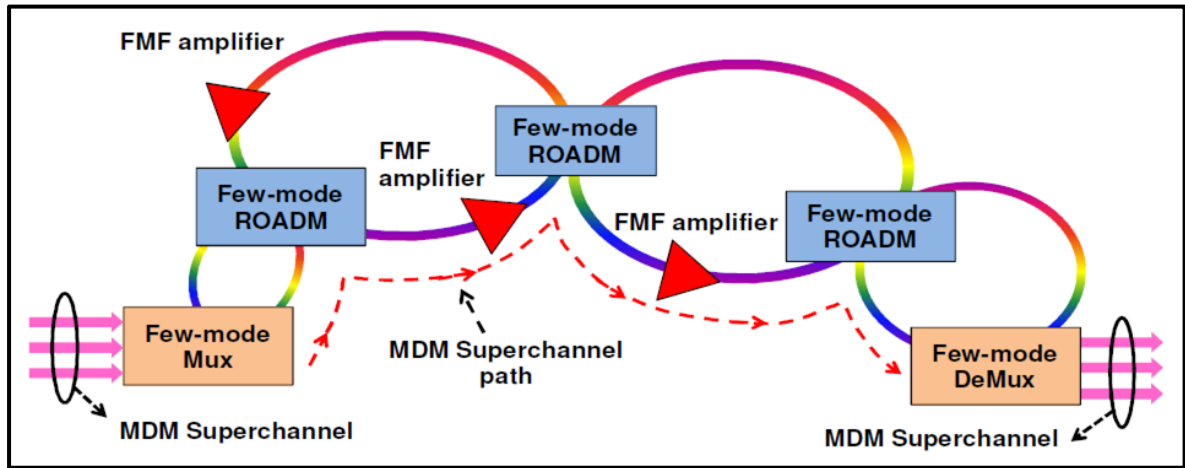 FMF amplifier
Few-mode
ROADM
FMF
amplifier
Few-mode
ROADM
FMF amplifier
Few-mode
ROADM
Few-mode
Mux
MDM Superchannel
path
Few-mode
DeMux
MDM Superchannel
MDM Superchannel